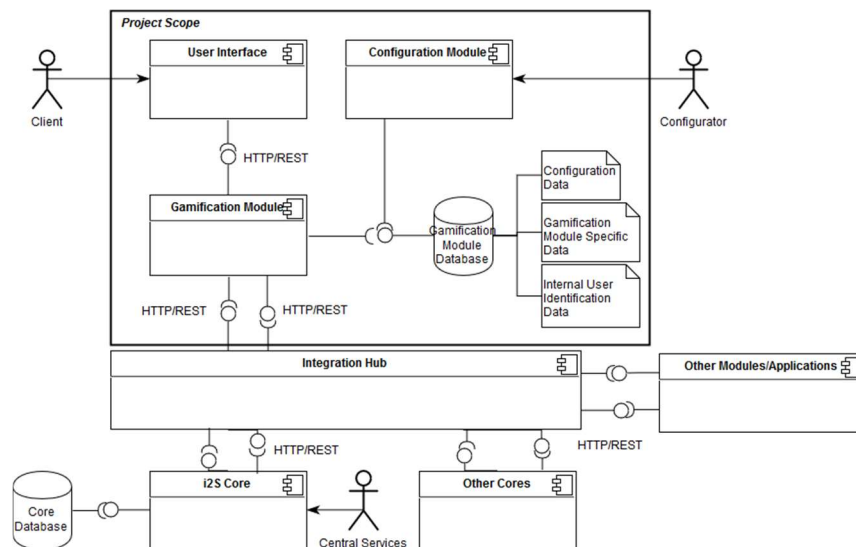 Project Scope
User Interface
Configuration Module
Client
Configurator
HTTP/REST
Configuration
Data
Gamification Module
Gamification
Module
Database
Gamification
Module Specific
Data
Internal User
Identification
Data
HTTP/REST
HTTP/REST
Integration Hub
Other Modules/Applications
HTTP/REST
HTTP/REST
i2S Core
Other Cores
Core
Database
Central Services